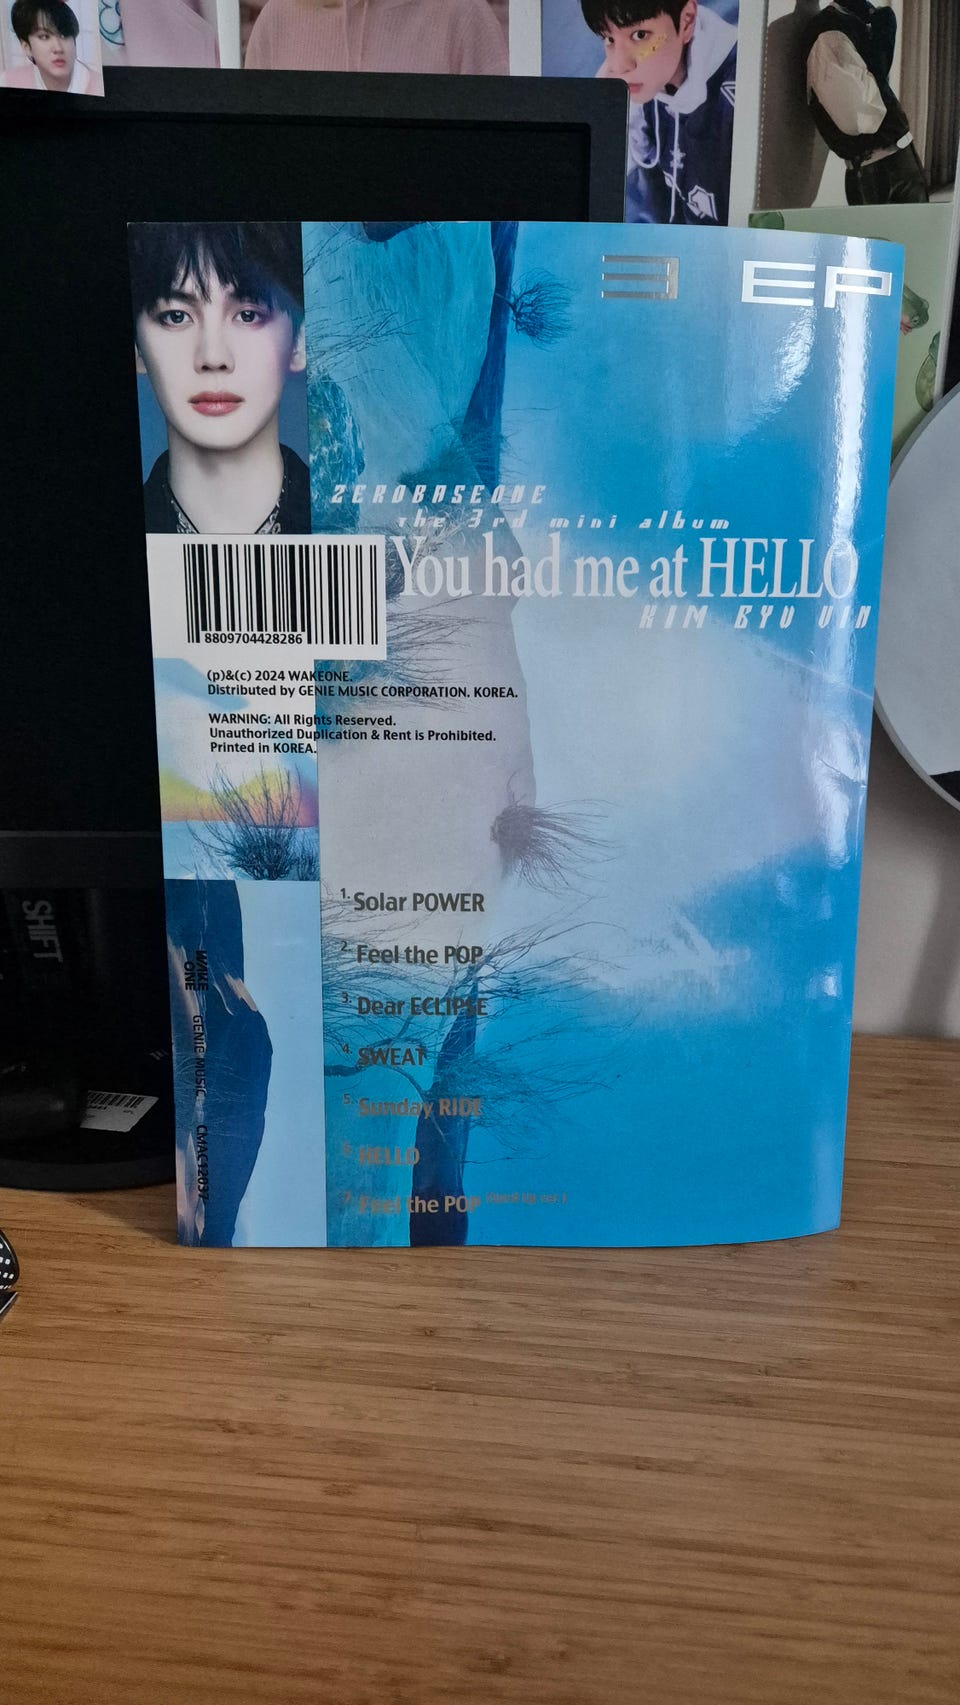 3 EP
ZEROBASEONE
The 3rd mini album
You had me at HELLO
KIM GYU VIN
8809704428286
(p)&(c) 2024 WAKEONE.
Distributed by GENIE MUSIC CORPORATION. KOREA.
WARNING: All Rights Reserved.
Unauthorized Duplication & Rent is Prohibited.
Printed in KOREA.
1. Solar POWER
2. Feel the POP
3. Dear ECLIPSE
4. SWEAT
5. Sunday RIDE
6. HELLO
7. Feel the POP
WAKE
ONE
GENIE MUSIC
CMAC12037
SHIFT